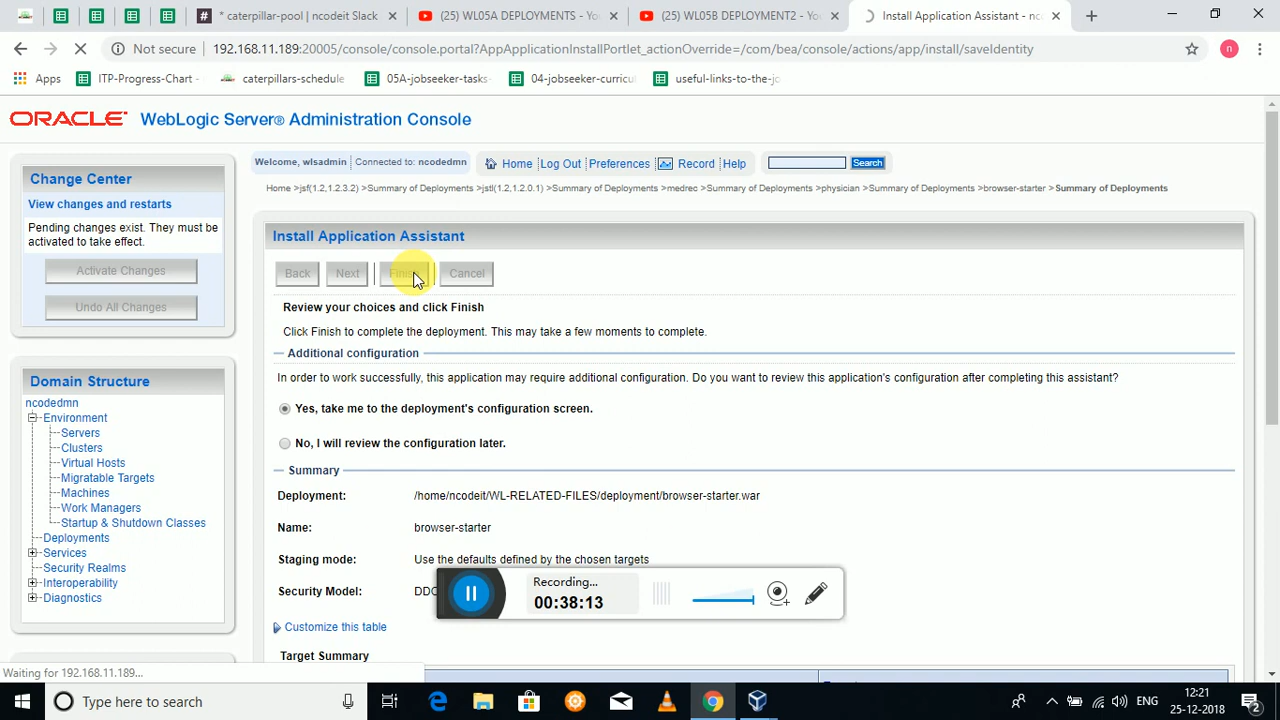 * caterpillar-pool | ncodeit Slack
(25) WL05A DEPLOYMENTS - You
(25) WL05B DEPLOYMENT2 - You
Install Application Assistant - nco
Not secure
192.168.11.189:20005/console/console.portal?AppApplicationInstallPortlet_actionOverride=/com/bea/console/actions/app/install/saveIdentity
n
Apps
ITP-Progress-Chart
caterpillars-schedule
05A-jobseeker-tasks-
04-jobseeker-curricu
useful-links-to-the-jo
ORACLE WebLogic Server® Administration Console
Change Center
View changes and restarts
Pending changes exist. They must be
activated to take effect.
Activate Changes
Undo All Changes
Domain Structure
ncodedmn
Environment
Servers
Clusters
Virtual Hosts
Migratable Targets
Machines
Work Managers
Startup & Shutdown Classes
Deployments
Services
Security Realms
Interoperability
Diagnostics
Welcome, wlsadmin
Connected to: ncodedmn
Home
Log Out
Preferences
Record
Help
Search
Home >jsf(1.2,1.2.3.2) >Summary of Deployments >jstl(1.2,1.2.0.1) >Summary of Deployments >medrec >Summary of Deployments >physician >Summary of Deployments >browser-starter >Summary of Deployments
Install Application Assistant
Back
Next
Finish
Cancel
Review your choices and click Finish
Click Finish to complete the deployment. This may take a few moments to complete.
Additional configuration
In order to work successfully, this application may require additional configuration. Do you want to review this application's configuration after completing this assistant?
Yes, take me to the deployment's configuration screen.
No, I will review the configuration later.
Summary
Deployment: /home/ncodeit/WL-RELATED-FILES/deployment/browser-starter.war
Name: browser-starter
Staging mode: Use the defaults defined by the chosen targets
Security Model:
Customize this table
Target Summary
Recording...
00:38:13
Waiting for 192.168.11.189...
Type here to search
ENG
12:21
25-12-2018
2